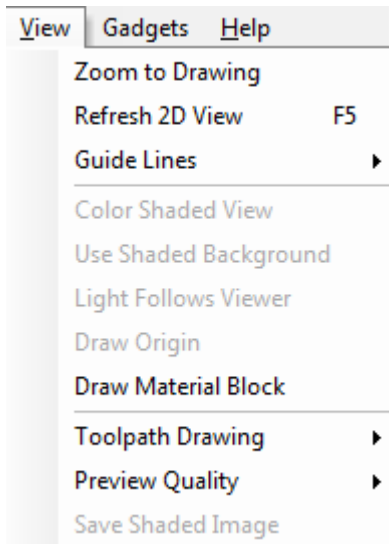 View Gadgets Help
Zoom to Drawing
Refresh 2D View F5
Guide Lines
Color Shaded View
Use Shaded Background
Light Follows Viewer
Draw Origin
Draw Material Block
Toolpath Drawing
Preview Quality
Save Shaded Image